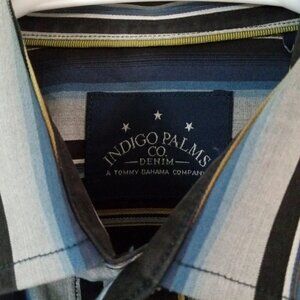 INDIGO PALMS
CO.
DENIM
A TOMMY BAHAMA COMPANY